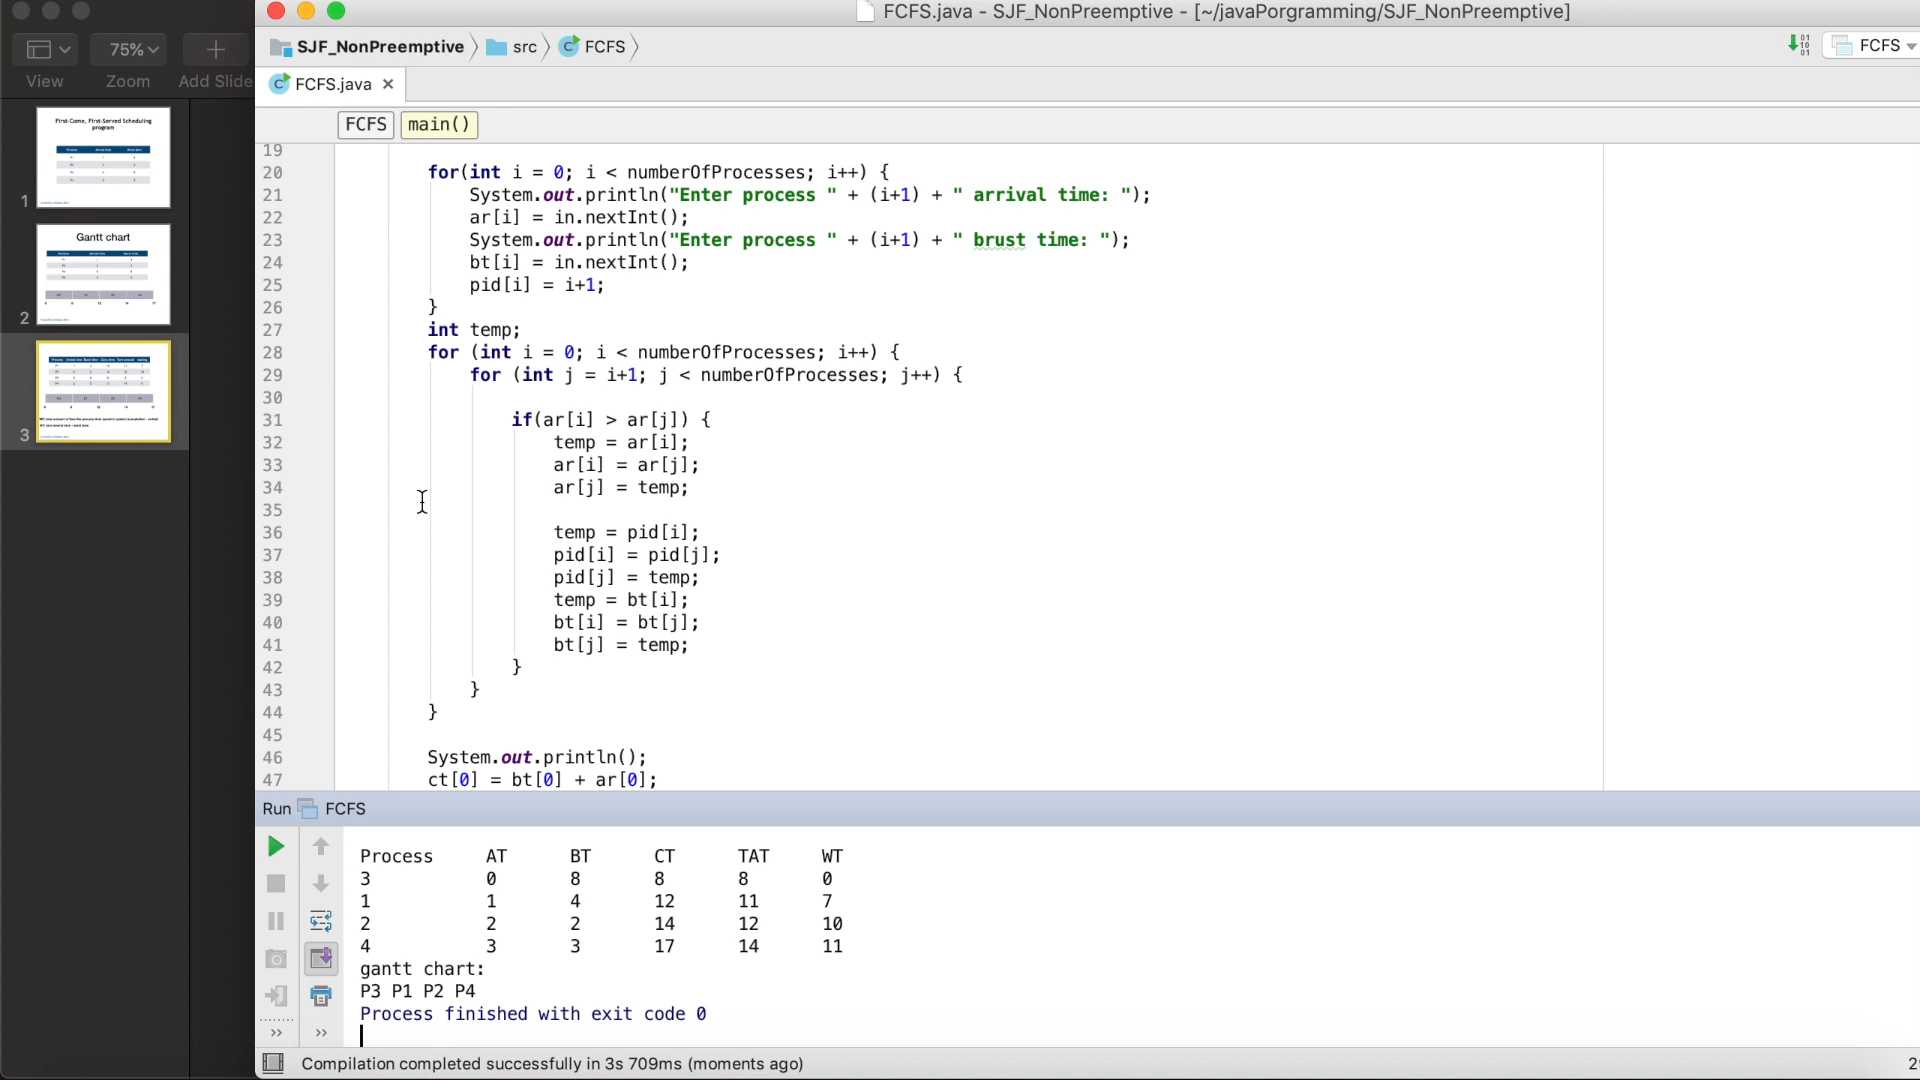 FCFS.java - SJF_NonPreemptive - [~/javaPorgramming/SJF_NonPreemptive]
75%
View Zoom Add Slide
SJF_NonPreemptive src FCFS
FCFS
FCFS.java
FCFS main()
19
20 for(int i = 0; i < numberOfProcesses; i++) {
21 System.out.println("Enter process " + (i+1) + " arrival time: ");
22 ar[i] = in.nextInt();
23 System.out.println("Enter process " + (i+1) + " brust time: ");
24 bt[i] = in.nextInt();
25 pid[i] = i+1;
26 }
27 int temp;
28 for (int i = 0; i < numberOfProcesses; i++) {
29 for (int j = i+1; j < numberOfProcesses; j++) {
30
31 if(ar[i] > ar[j]) {
32 temp = ar[i];
33 ar[i] = ar[j];
34 ar[j] = temp;
35
36 temp = pid[i];
37 pid[i] = pid[j];
38 pid[j] = temp;
39 temp = bt[i];
40 bt[i] = bt[j];
41 bt[j] = temp;
42 }
43 }
44 }
45
46 System.out.println();
47 ct[0] = bt[0] + ar[0];
First-Come, First-Served Scheduling
program
1
Gantt chart
2
3
Run FCFS
Process AT BT CT TAT WT
3 0 8 8 8 0
1 1 4 12 11 7
2 2 2 14 12 10
4 3 3 17 14 11
gantt chart:
P3 P1 P2 P4
Process finished with exit code 0
Compilation completed successfully in 3s 709ms (moments ago)